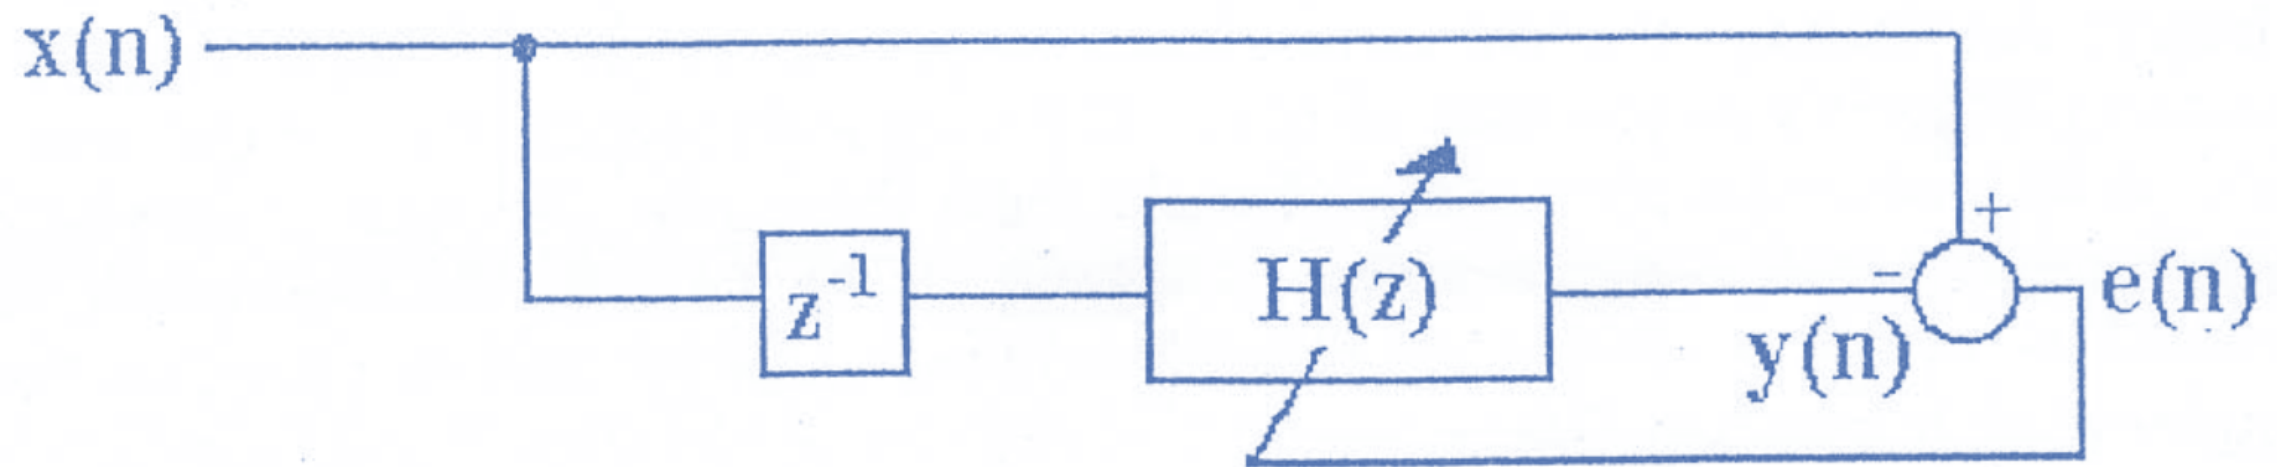 x(n)
+
z^-1
H(z)
-
e(n)
y(n)